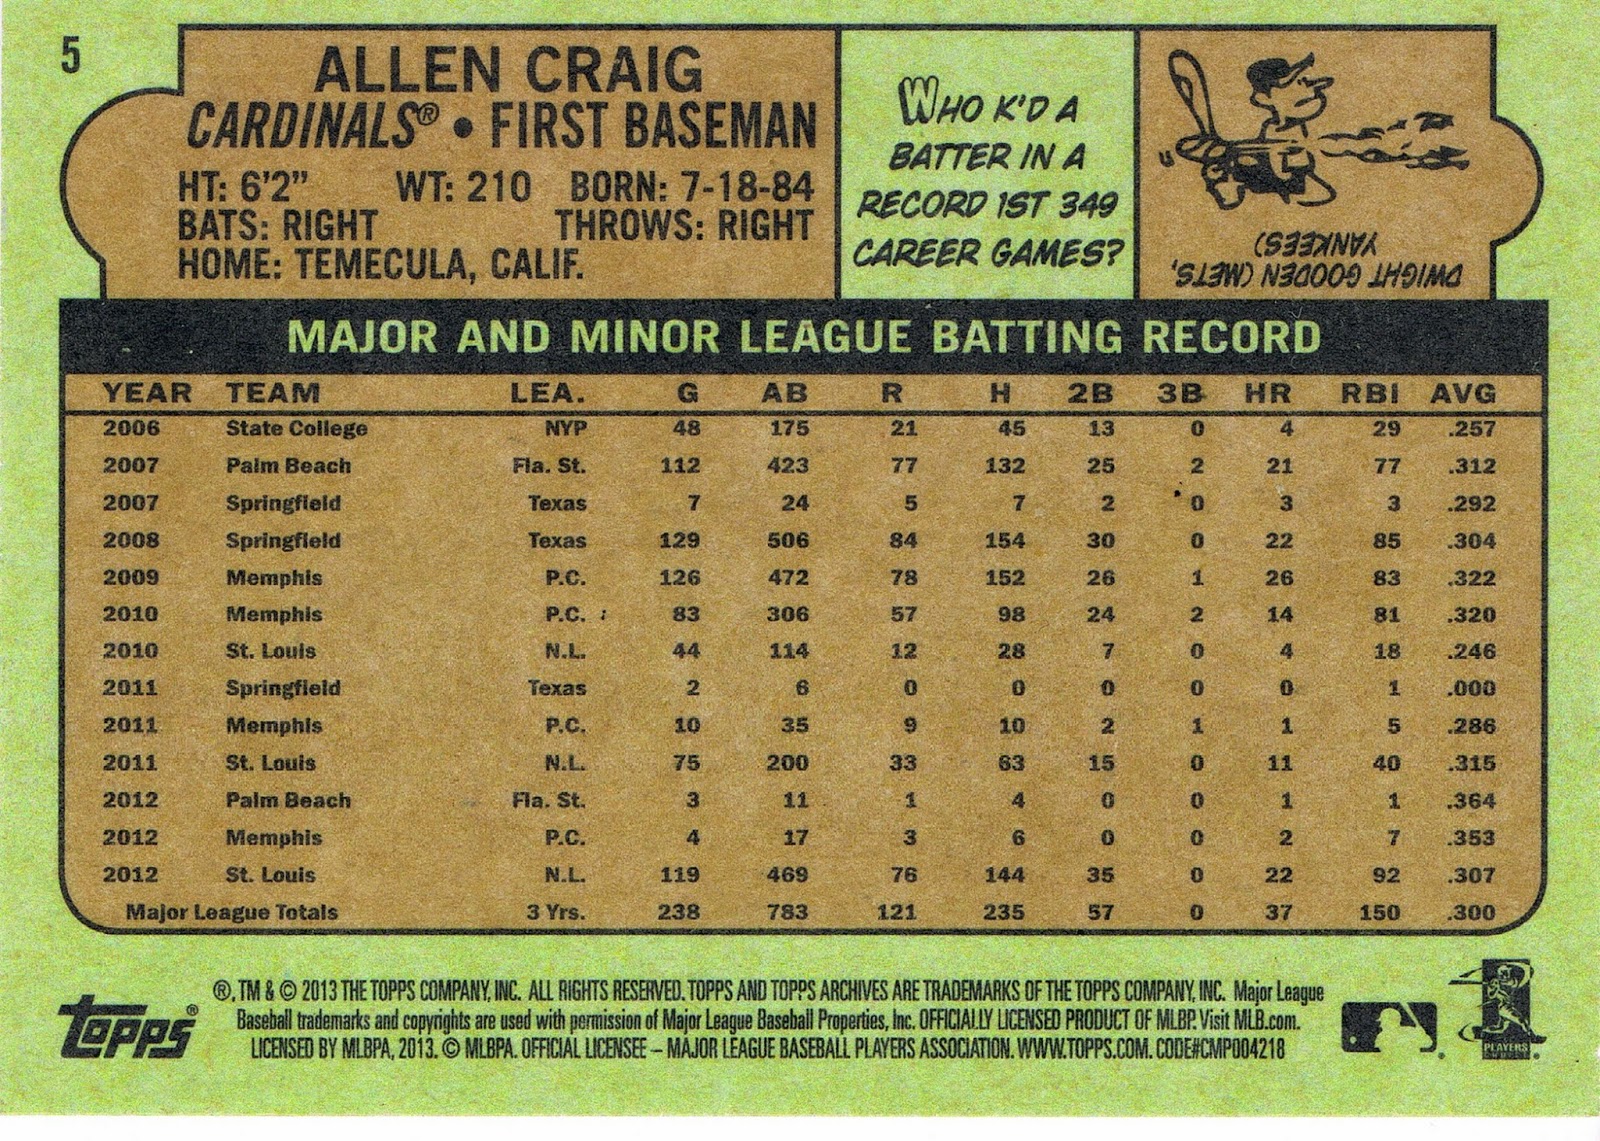 5
ALLEN CRAIG
CARDINALS® • FIRST BASEMAN
HT: 6'2" WT: 210 BORN: 7-18-84
BATS: RIGHT THROWS: RIGHT
HOME: TEMECULA, CALIF.
WHO K'D A
BATTER IN A
RECORD 1ST 349
CAREER GAMES?
DWIGHT GOODEN (METS,
YANKEES)
MAJOR AND MINOR LEAGUE BATTING RECORD
YEAR TEAM LEA. G AB R H 2B 3B HR RBI AVG
2006 State College NYP 48 175 21 45 13 0 4 29 .257
2007 Palm Beach Fla. St. 112 423 77 132 25 2 21 77 .312
2007 Springfield Texas 7 24 5 7 2 0 3 3 .292
2008 Springfield Texas 129 506 84 154 30 0 22 85 .304
2009 Memphis P.C. 126 472 78 152 26 1 26 83 .322
2010 Memphis P.C. 83 306 57 98 24 2 14 81 .320
2010 St. Louis N.L. 44 114 12 28 7 0 4 18 .246
2011 Springfield Texas 2 6 0 0 0 0 0 1 .000
2011 Memphis P.C. 10 35 9 10 2 1 1 5 .286
2011 St. Louis N.L. 75 200 33 63 15 0 11 40 .315
2012 Palm Beach Fla. St. 3 11 1 4 0 0 1 1 .364
2012 Memphis P.C. 4 17 3 6 0 0 2 7 .353
2012 St. Louis N.L. 119 469 76 144 35 0 22 92 .307
Major League Totals 3 Yrs. 238 783 121 235 57 0 37 150 .300
Topps®
®, TM & © 2013 THE TOPPS COMPANY, INC. ALL RIGHTS RESERVED. TOPPS AND TOPPS ARCHIVES ARE TRADEMARKS OF THE TOPPS COMPANY, INC. Major League
Baseball trademarks and copyrights are used with permission of Major League Baseball Properties, Inc. OFFICIALLY LICENSED PRODUCT OF MLBP. Visit MLB.com.
LICENSED BY MLBPA, 2013. © MLBPA. OFFICIAL LICENSEE – MAJOR LEAGUE BASEBALL PLAYERS ASSOCIATION. WWW.TOPPS.COM. CODE#CMP004218
PLAYERS
CHOICE